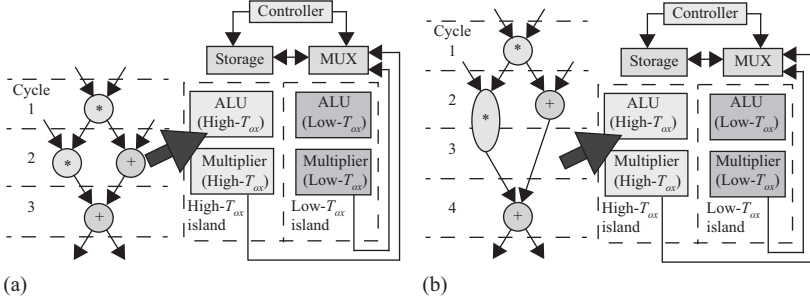 Controller
Storage
MUX
Cycle
1
*
2
*
+
3
+
ALU
(High-Tox)
ALU
(Low-Tox)
Multiplier
(High-Tox)
Multiplier
(Low-Tox)
High-Tox
island
Low-Tox
island
(a)
Controller
Storage
MUX
Cycle
1
*
2
*
+
3
4
+
ALU
(High-Tox)
ALU
(Low-Tox)
Multiplier
(High-Tox)
Multiplier
(Low-Tox)
High-Tox
island
Low-Tox
island
(b)